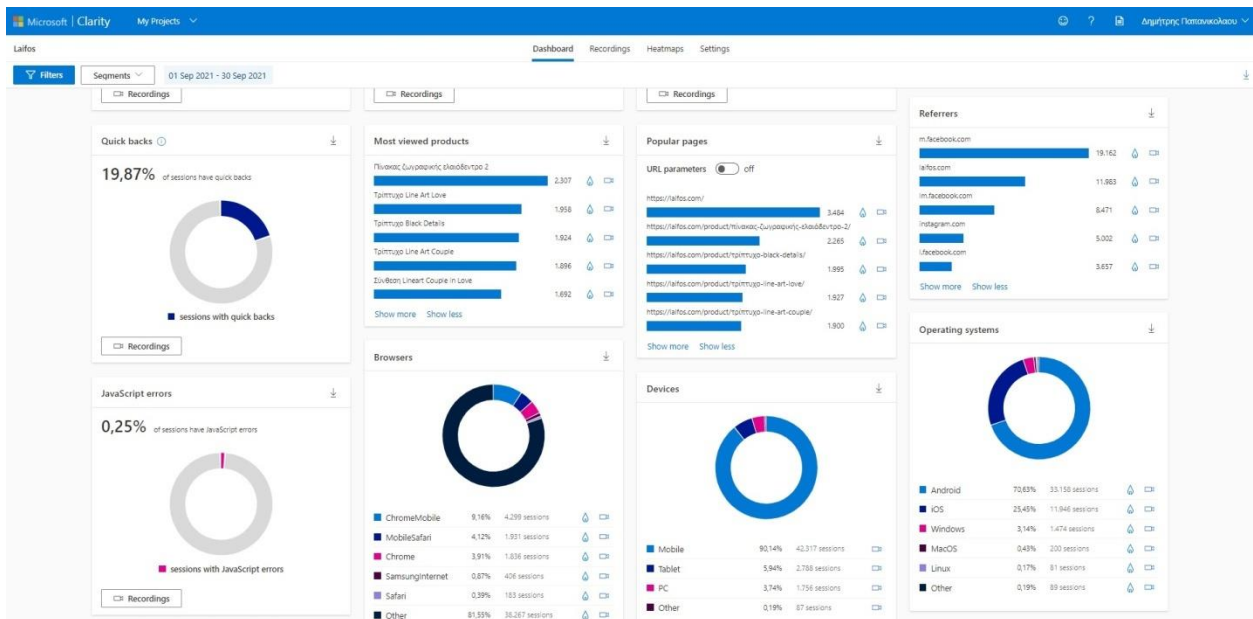 Microsoft | Clarity My Projects ? Δημήτρης Παπανικολαου
Laifos Dashboard Recordings Heatmaps Settings
Filters Segments 01 Sep 2021 - 30 Sep 2021
Recordings
Quick backs
19,87% of sessions have quick backs
sessions with quick backs
Recordings
JavaScript errors
0,25% of sessions have JavaScript errors
sessions with JavaScript errors
Recordings
Recordings
Most viewed products
Πίνακας ζωγραφικής ελαιόδεντρο 2
2.307
Τρίπτυχο Line Art Love
1.958
Τρίπτυχο Black Details
1.924
Τρίπτυχο Line Art Couple
1.896
Σύνθεση Lineart Couple in Love
1.692
Show more Show less
Browsers
ChromeMobile 9,16% 4.299 sessions
MobileSafari 4,12% 1.931 sessions
Chrome 3,91% 1.836 sessions
SamsungInternet 0,87% 406 sessions
Safari 0,39% 183 sessions
Other 81,55% 38.267 sessions
Recordings
Popular pages
URL parameters off
https://laifos.com/
3.484
https://laifos.com/product/πίνακας-ζωγραφικής-ελαιόδεντρο-2/
2.265
https://laifos.com/product/τρίπτυχο-black-details/
1.995
https://laifos.com/product/τρίπτυχο-line-art-love/
1.927
https://laifos.com/product/τρίπτυχο-line-art-couple/
1.900
Show more Show less
Devices
Mobile 90,14% 42.317 sessions
Tablet 5,94% 2.788 sessions
PC 3,74% 1.756 sessions
Other 0,19% 87 sessions
Referrers
m.facebook.com
19.162
laifos.com
11.983
lm.facebook.com
8.471
instagram.com
5.002
l.facebook.com
3.657
Show more Show less
Operating systems
Android 70,63% 33.158 sessions
iOS 25,45% 11.946 sessions
Windows 3,14% 1.474 sessions
MacOS 0,43% 200 sessions
Linux 0,17% 81 sessions
Other 0,19% 89 sessions